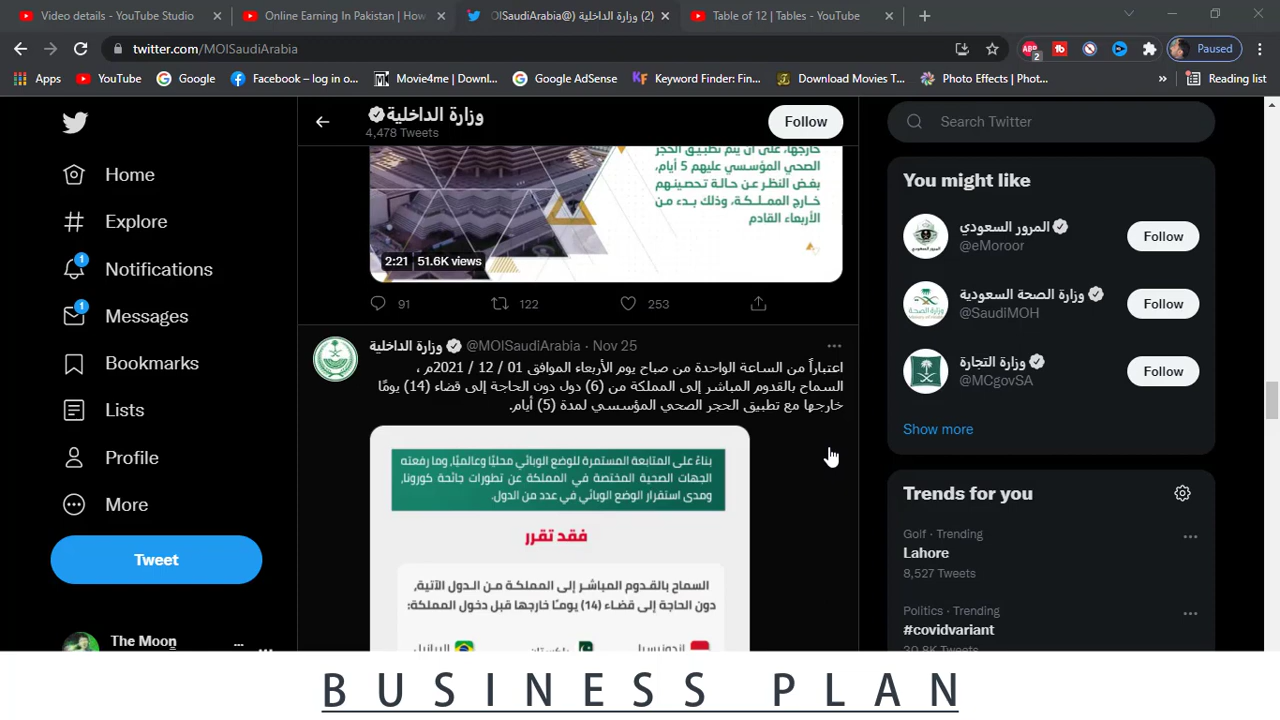 Video details - YouTube Studio
Online Earning In Pakistan | How
(2) وزارة الداخلية (@MOISaudiArabia
Table of 12 | Tables - YouTube
twitter.com/MOISaudiArabia
2
Paused
Apps
YouTube
Google
Facebook – log in o...
Movie4me | Downl...
Google AdSense
Keyword Finder: Fin...
Download Movies T...
Photo Effects | Phot...
»
Reading list
Home
Explore
1
Notifications
1
Messages
Bookmarks
Lists
Profile
More
Tweet
The Moon
وزارة الداخلية
4,478 Tweets
Follow
خارجها، على أن يتم تطبيق الحجر
الصحي المؤسسي عليهم 5 أيام،
بغض النظر عن حالة تحصينهم
خارج المملكة، وذلك بدء من
الأربعاء القادم
2:21 51.6K views
91
122
253
وزارة الداخلية @MOISaudiArabia · Nov 25
اعتباراً من الساعة الواحدة من صباح يوم الأربعاء الموافق 01 / 12 / 2021م ،
السماح بالقدوم المباشر إلى المملكة من (6) دول دون الحاجة إلى قضاء (14) يومًا
خارجها مع تطبيق الحجر الصحي المؤسسي لمدة (5) أيام.
بناءً على المتابعة المستمرة للوضع الوبائي محليًا وعالميًا، وما رفعته
الجهات الصحية المختصة في المملكة عن تطورات جائحة كورونا،
ومدى استقرار الوضع الوبائي في عدد من الدول.
فقد تقرر
السماح بالقدوم المباشر إلى المملكة من الدول الآتية،
دون الحاجة إلى قضاء (14) يومًا خارجها قبل دخول المملكة:
إندونيسيا
باكستان
البرازيل
Search Twitter
You might like
المرور السعودي
@eMoroor
Follow
وزارة الصحة السعودية
@SaudiMOH
Follow
وزارة التجارة
@MCgovSA
Follow
Show more
Trends for you
Golf · Trending
Lahore
8,527 Tweets
Politics · Trending
#covidvariant
30.8K Tweets
BUSINESS PLAN